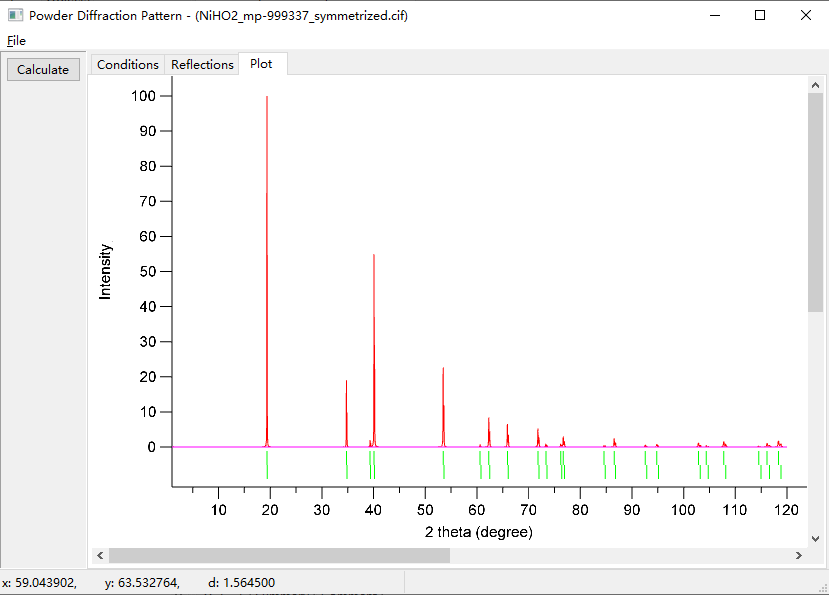 Powder Diffraction Pattern - (NiHO2_mp-999337_symmetrized.cif)
File
Calculate
Conditions Reflections Plot
100
90
80
70
60
50
40
30
20
10
0
Intensity
10 20 30 40 50 60 70 80 90 100 110 120
2 theta (degree)
x: 59.043902, y: 63.532764, d: 1.564500